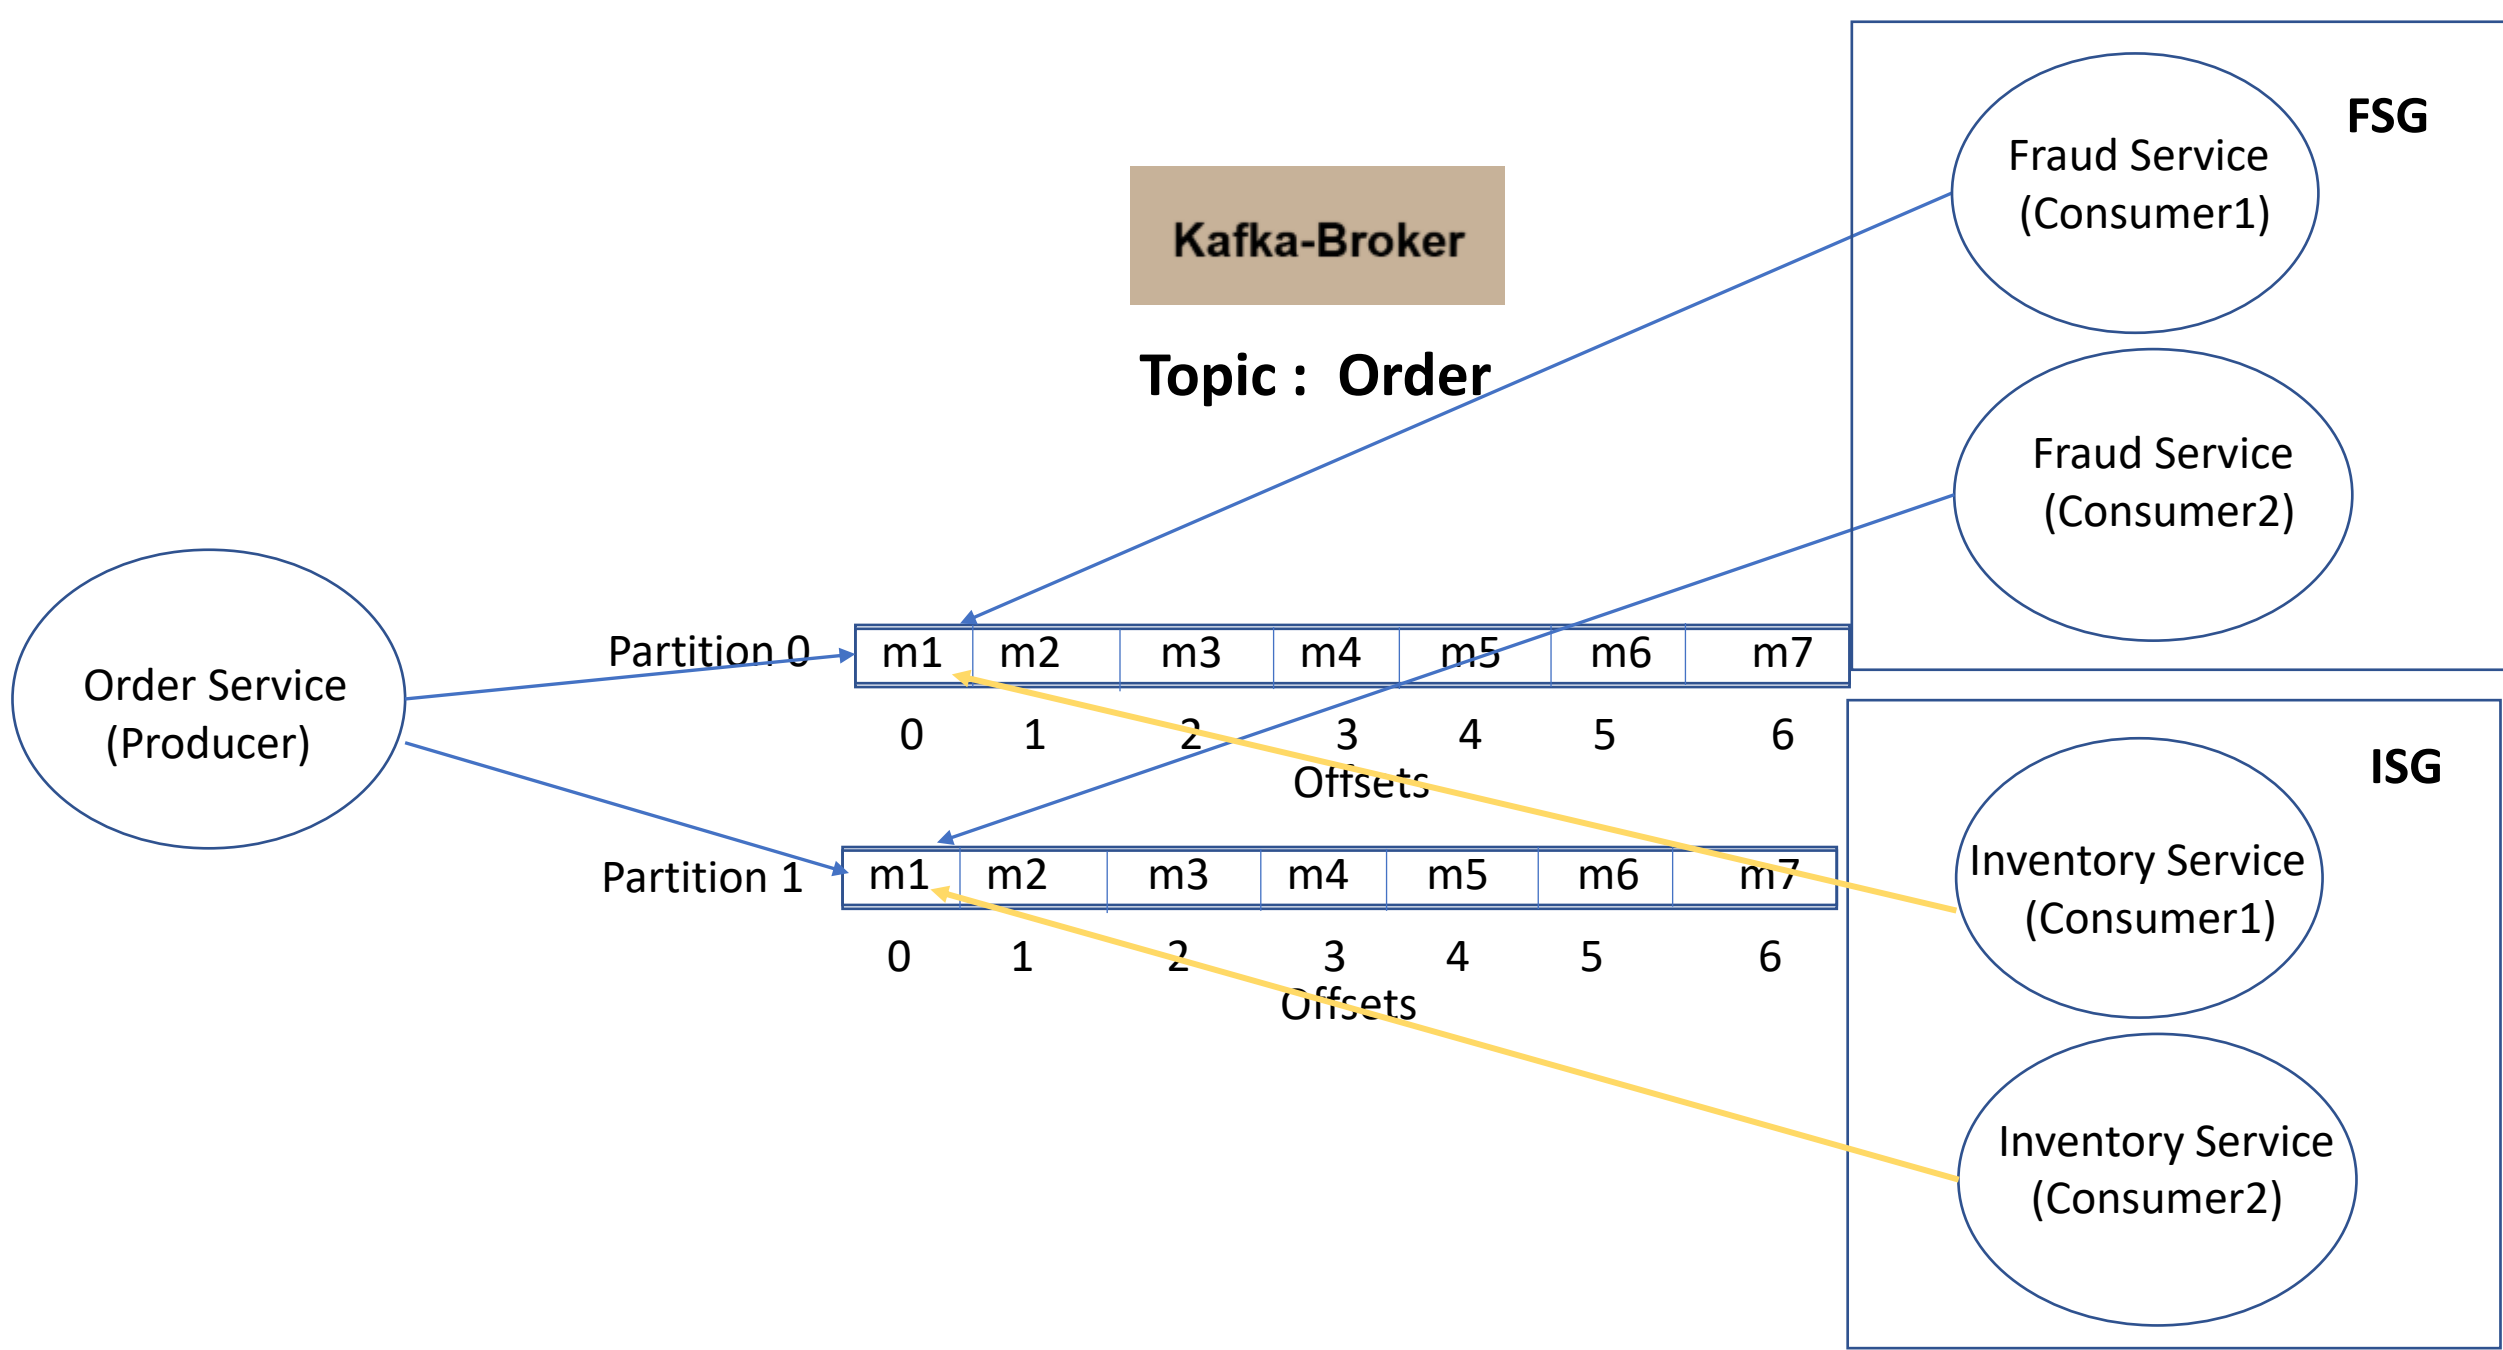 FSG
Fraud Service
(Consumer1)
Kafka-Broker
Topic :  Order
Fraud Service
(Consumer2)
Order Service
(Producer)
Partition 0
m1 m2 m3 m4 m5 m6 m7
0 1 2 3 4 5 6
Offsets
Partition 1
m1 m2 m3 m4 m5 m6 m7
0 1 2 3 4 5 6
Offsets
ISG
Inventory Service
(Consumer1)
Inventory Service
(Consumer2)